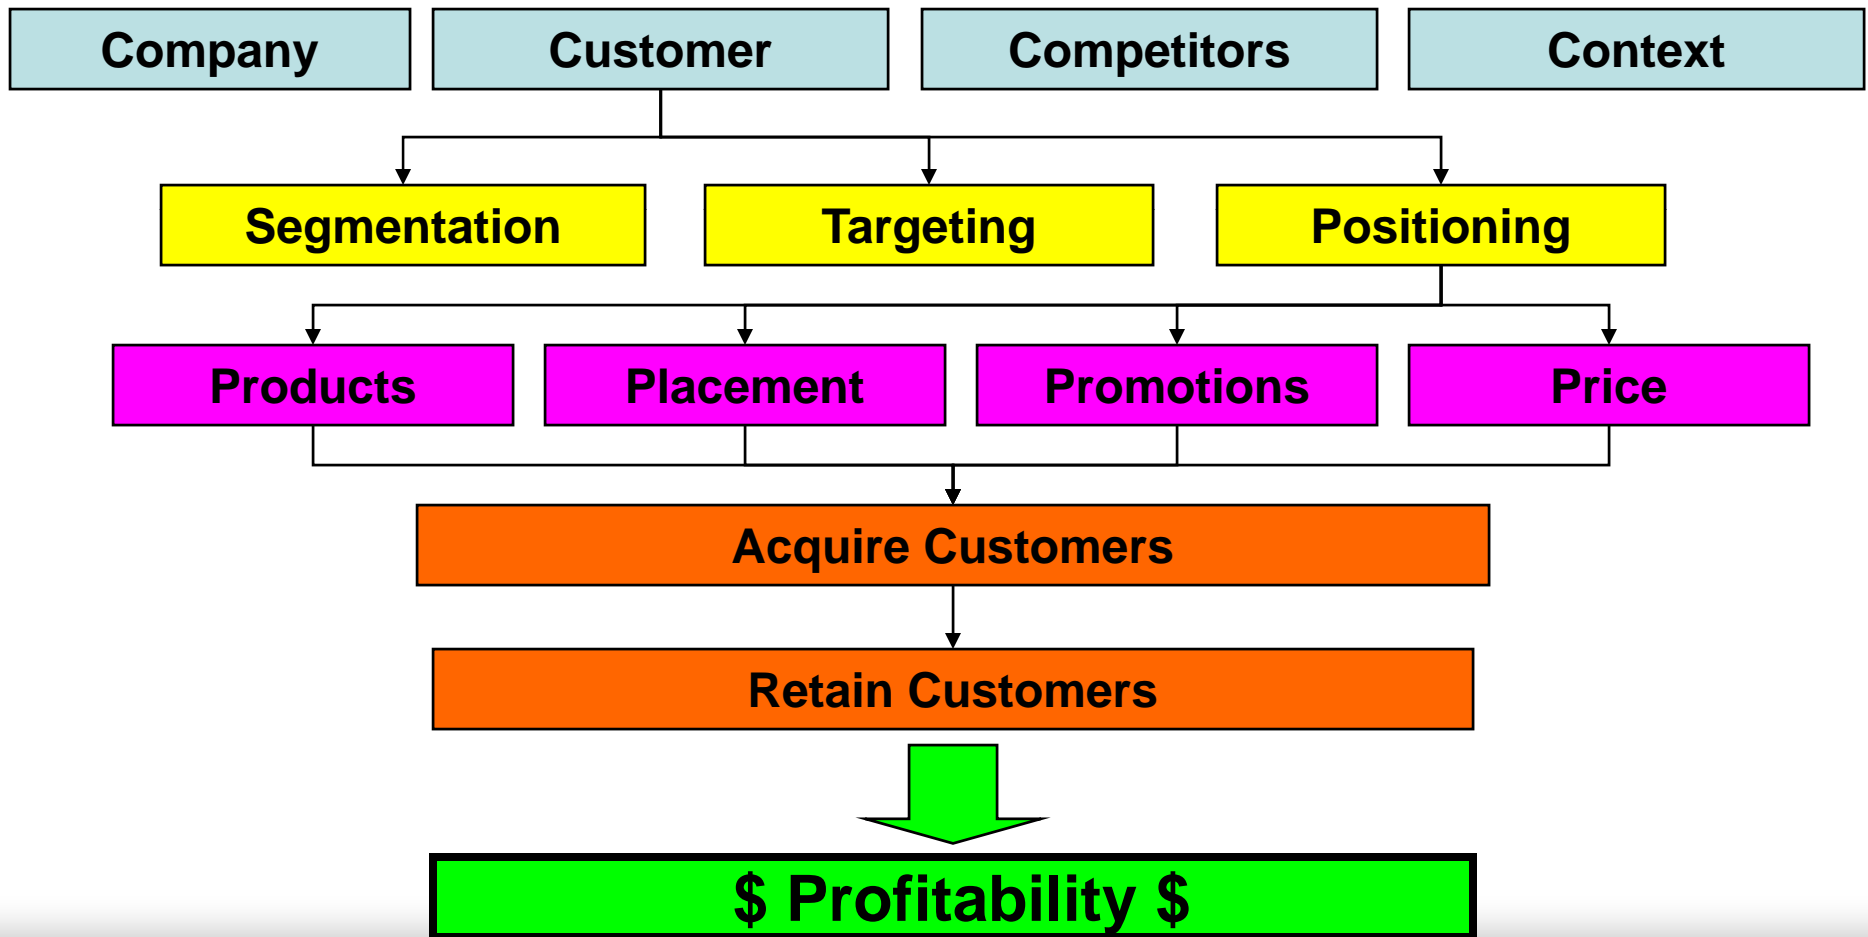 Company
Customer
Competitors
Context
Segmentation
Targeting
Positioning
Products
Placement
Promotions
Price
Acquire Customers
Retain Customers
$ Profitability $